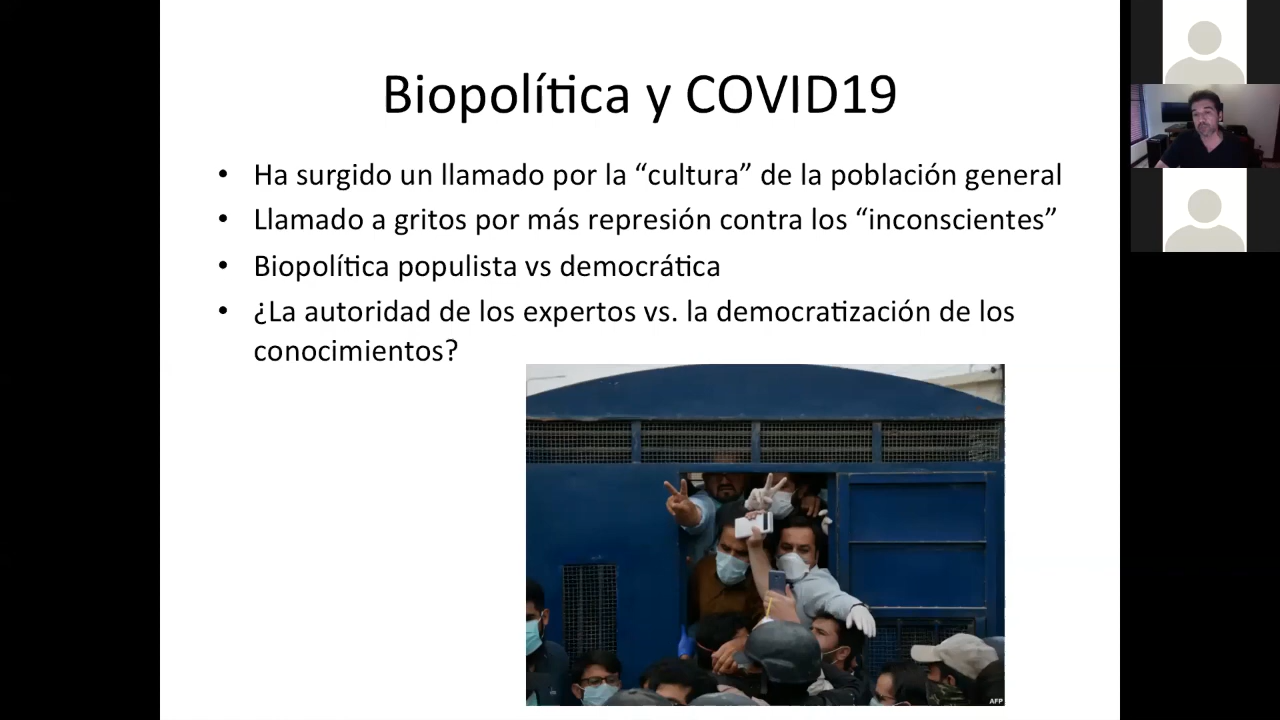 Biopolítica y COVID19
• Ha surgido un llamado por la “cultura” de la población general
• Llamado a gritos por más represión contra los “inconscientes”
• Biopolítica populista vs democrática
• ¿La autoridad de los expertos vs. la democratización de los
conocimientos?
AFP